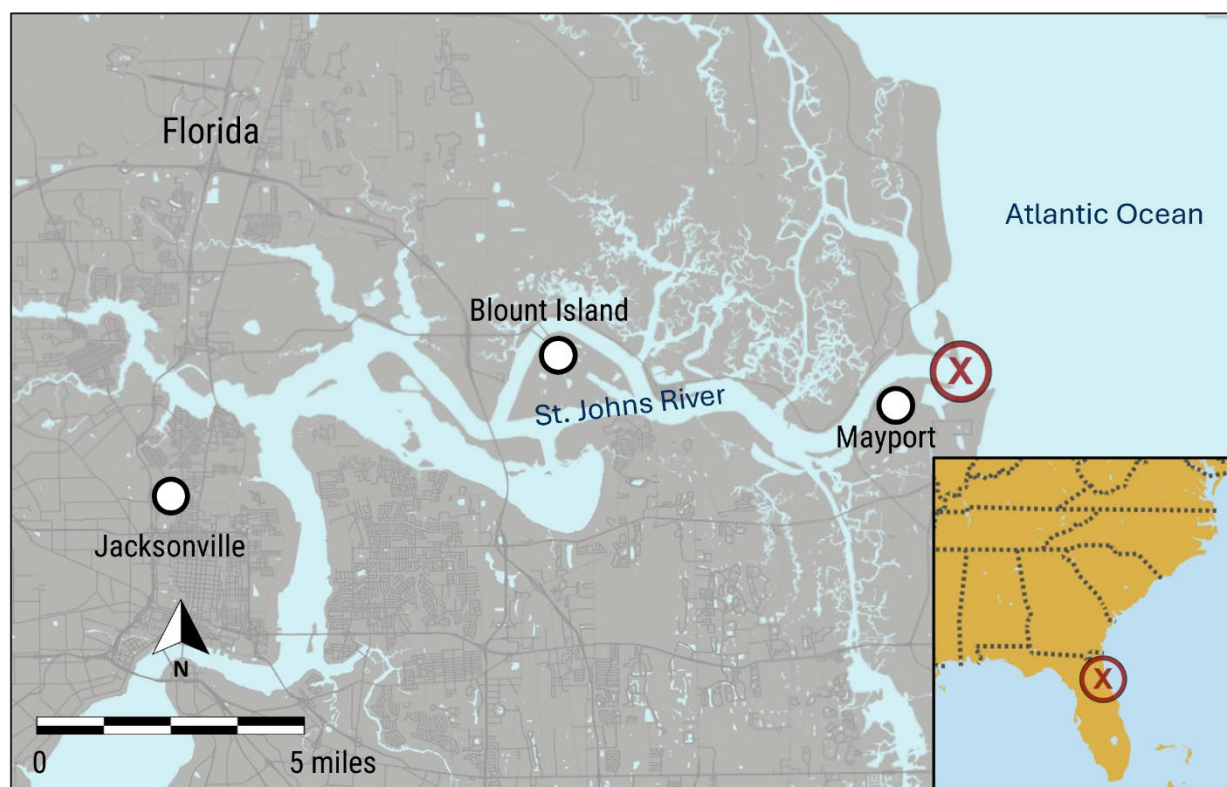 Florida
Atlantic Ocean
Blount Island
X
St. Johns River
Mayport
Jacksonville
N
0
5 miles
X